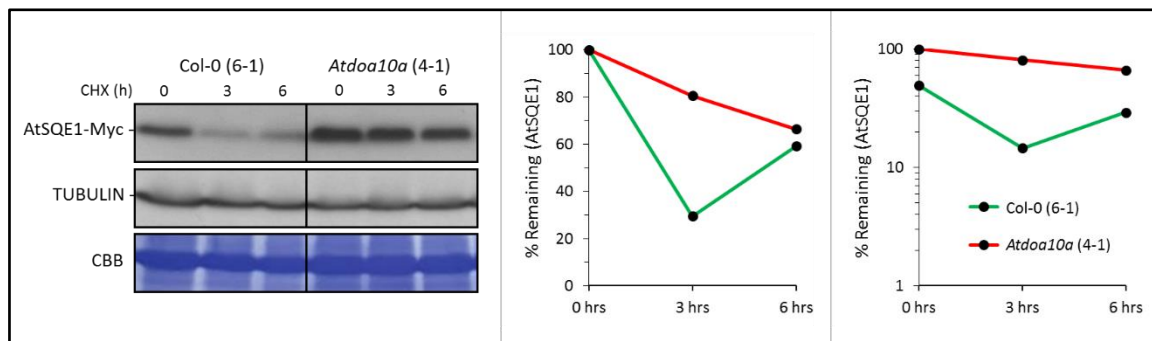 Col-0 (6-1) Atdoa10a (4-1)
CHX (h) 0 3 6 0 3 6
AtSQE1-Myc
TUBULIN
CBB
% Remaining (AtSQE1)
100
80
60
40
20
0
0 hrs 3 hrs 6 hrs
% Remaining (AtSQE1)
100
10
1
Col-0 (6-1)
Atdoa10a (4-1)
0 hrs 3 hrs 6 hrs